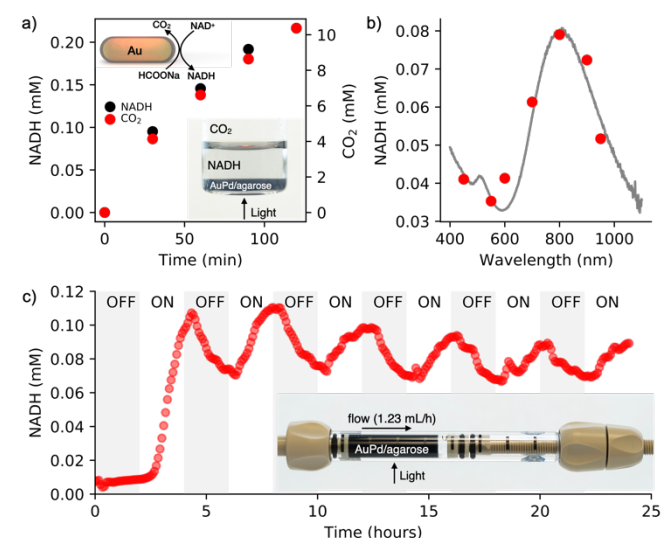 a)
CO₂
NAD⁺
Au
HCOONa
NADH
NADH
CO₂
CO₂
NADH
AuPd/agarose
Light
0.20
0.15
0.10
0.05
0.00
NADH (mM)
10
8
6
4
2
0
CO₂ (mM)
0
50
100
Time (min)
b)
0.08
0.07
0.06
0.05
0.04
0.03
NADH (mM)
400
600
800
1000
Wavelength (nm)
c)
OFF ON OFF ON OFF ON OFF ON OFF ON OFF ON
0.12
0.10
0.08
0.06
0.04
0.02
0.00
NADH (mM)
flow (1.23 mL/h)
AuPd/agarose
Light
0
5
10
15
20
25
Time (hours)